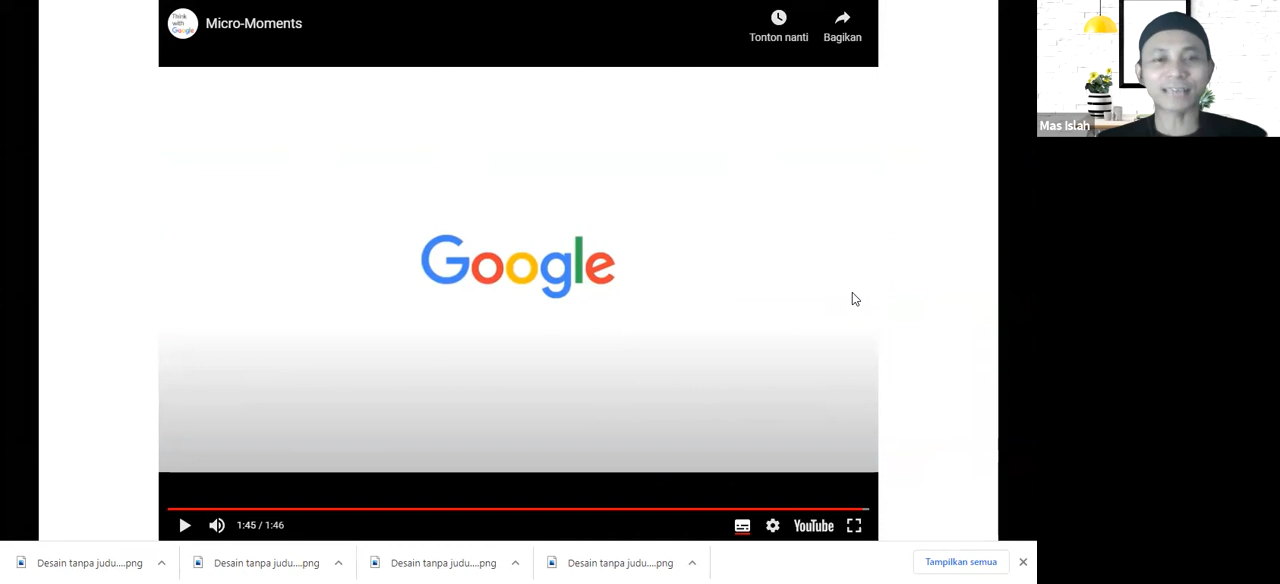 Think
with
Google
Micro-Moments
Tonton nanti
Bagikan
Mas Islah
Google
1:45 / 1:46
YouTube
Desain tanpa judu....png
Desain tanpa judu....png
Desain tanpa judu....png
Desain tanpa judu....png
Tampilkan semua